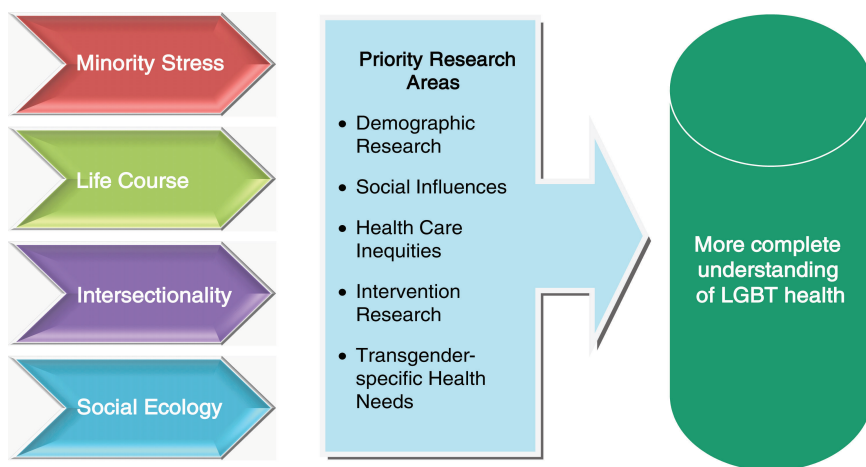 Minority Stress
Life Course
Intersectionality
Social Ecology
Priority Research
Areas
• Demographic
Research
• Social Influences
• Health Care
Inequities
• Intervention
Research
• Transgender-
specific Health
Needs
More complete
understanding
of LGBT health